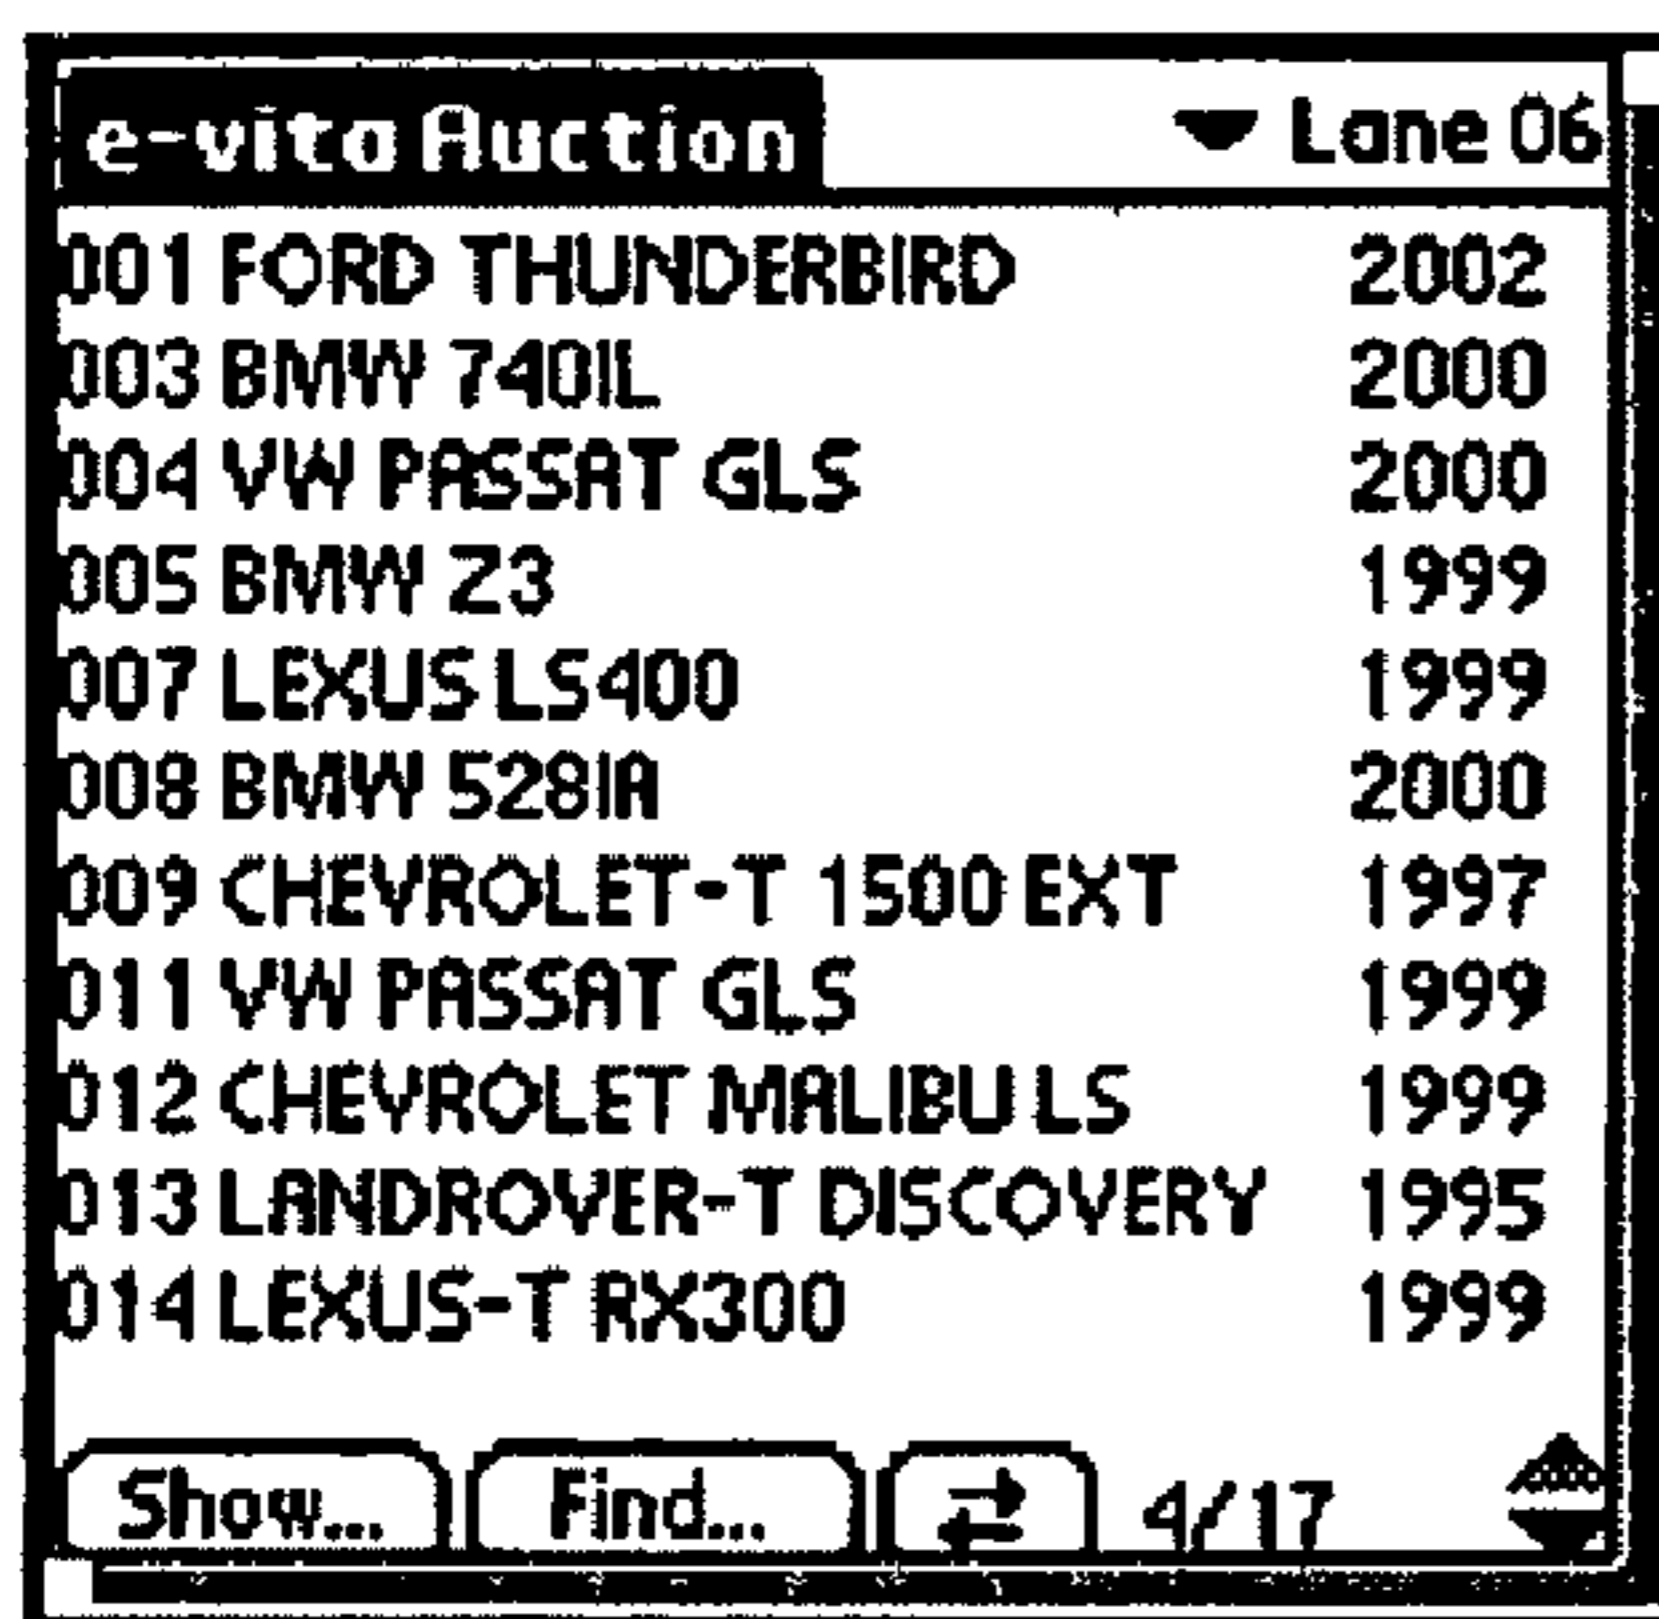 e-vita Auction Lane 06
001 FORD THUNDERBIRD 2002
003 BMW 740IL 2000
004 VW PASSAT GLS 2000
005 BMW Z3 1999
007 LEXUS LS400 1999
008 BMW 528IA 2000
009 CHEVROLET-T 1500 EXT 1997
011 VW PASSAT GLS 1999
012 CHEVROLET MALIBU LS 1999
013 LANDROVER-T DISCOVERY 1995
014 LEXUS-T RX300 1999
Show... Find... 4/17